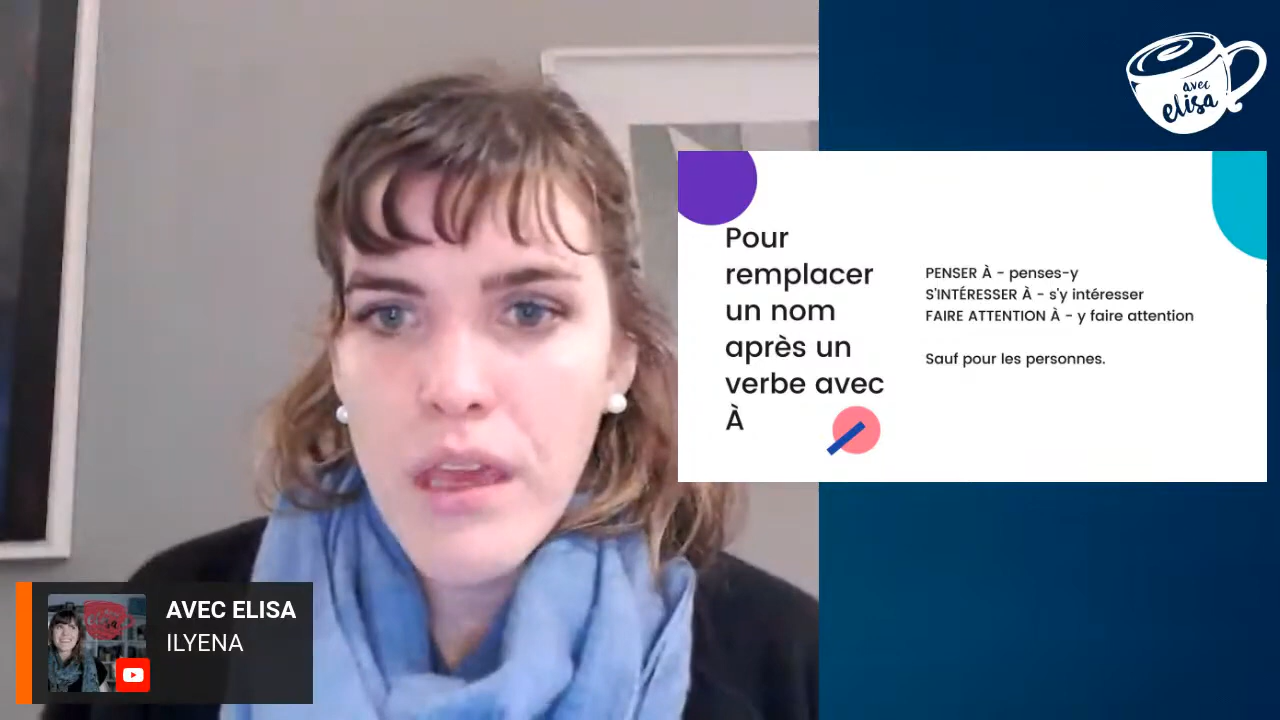 avec
elisa
Pour
remplacer
un nom
après un
verbe avec
À
PENSER À - penses-y
S'INTÉRESSER À - s'y intéresser
FAIRE ATTENTION À - y faire attention
Sauf pour les personnes.
AVEC ELISA
ILYENA